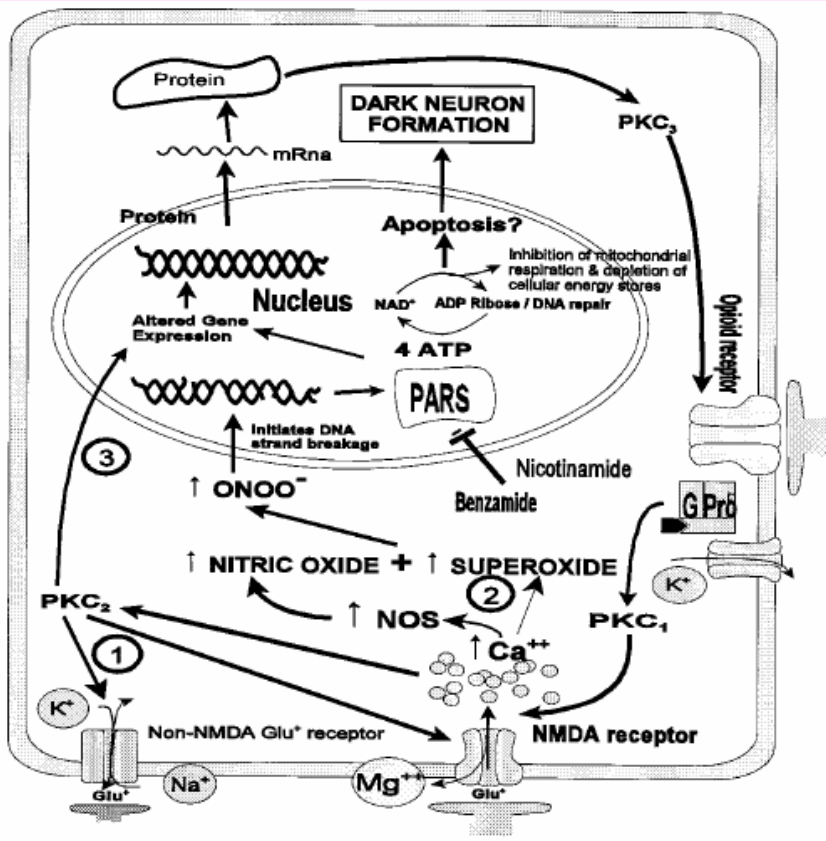 Protein
DARK NEURON
FORMATION
PKC₃
mRna
Protein
Apoptosis?
Inhibition of mitochondrial
respiration & depletion of
cellular energy stores
Nucleus
NAD⁺
ADP Ribose / DNA repair
Altered Gene
Expression
4 ATP
Opioid receptor
PARS
Initiates DNA
strand breakage
3
Nicotinamide
Benzamide
↑ ONOO⁻
G Pro
↑ NITRIC OXIDE + ↑ SUPEROXIDE
K⁺
2
PKC₂
↑ NOS
PKC₁
↑ Ca⁺⁺
1
K⁺
Non-NMDA Glu⁺ receptor
NMDA receptor
Na⁺
Mg⁺⁺
Glu⁺
Glu⁺